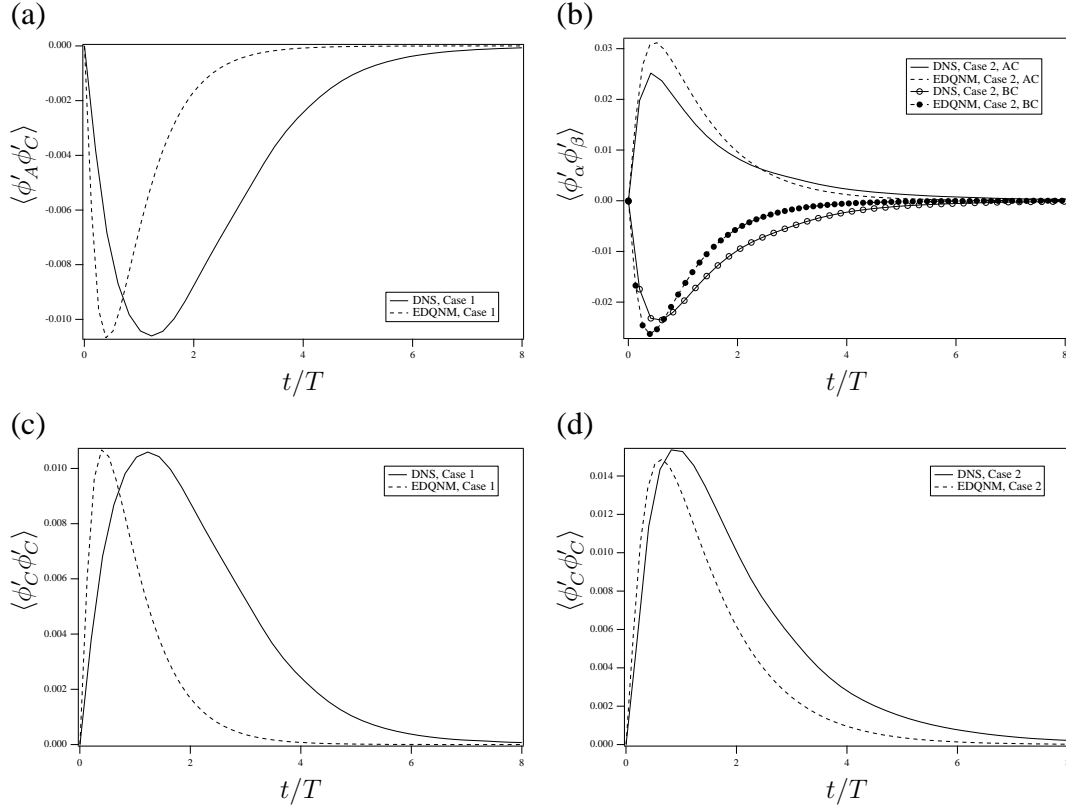 (a)
0.000
-0.002
-0.004
-0.006
-0.008
-0.010
⟨ϕ′_Aϕ′_C⟩
DNS, Case 1
EDQNM, Case 1
0 2 4 6 8
t/T
(b)
0.03
0.02
0.01
0.00
-0.01
-0.02
⟨ϕ′_αϕ′_β⟩
DNS, Case 2, AC
EDQNM, Case 2, AC
DNS, Case 2, BC
EDQNM, Case 2, BC
0 2 4 6 8
t/T
(c)
0.010
0.008
0.006
0.004
0.002
0.000
⟨ϕ′_Cϕ′_C⟩
DNS, Case 1
EDQNM, Case 1
0 2 4 6 8
t/T
(d)
0.014
0.012
0.010
0.008
0.006
0.004
0.002
0.000
⟨ϕ′_Cϕ′_C⟩
DNS, Case 2
EDQNM, Case 2
0 2 4 6 8
t/T